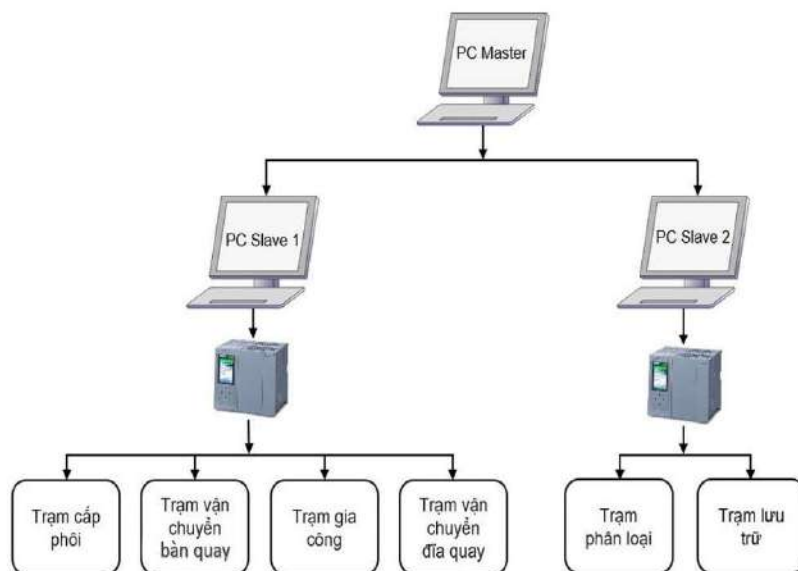 PC Master
PC Slave 1
PC Slave 2
Trạm cấp
phôi
Trạm vận
chuyển
bàn quay
Trạm gia
công
Trạm vận
chuyển
đĩa quay
Trạm
phân loại
Trạm lưu
trữ